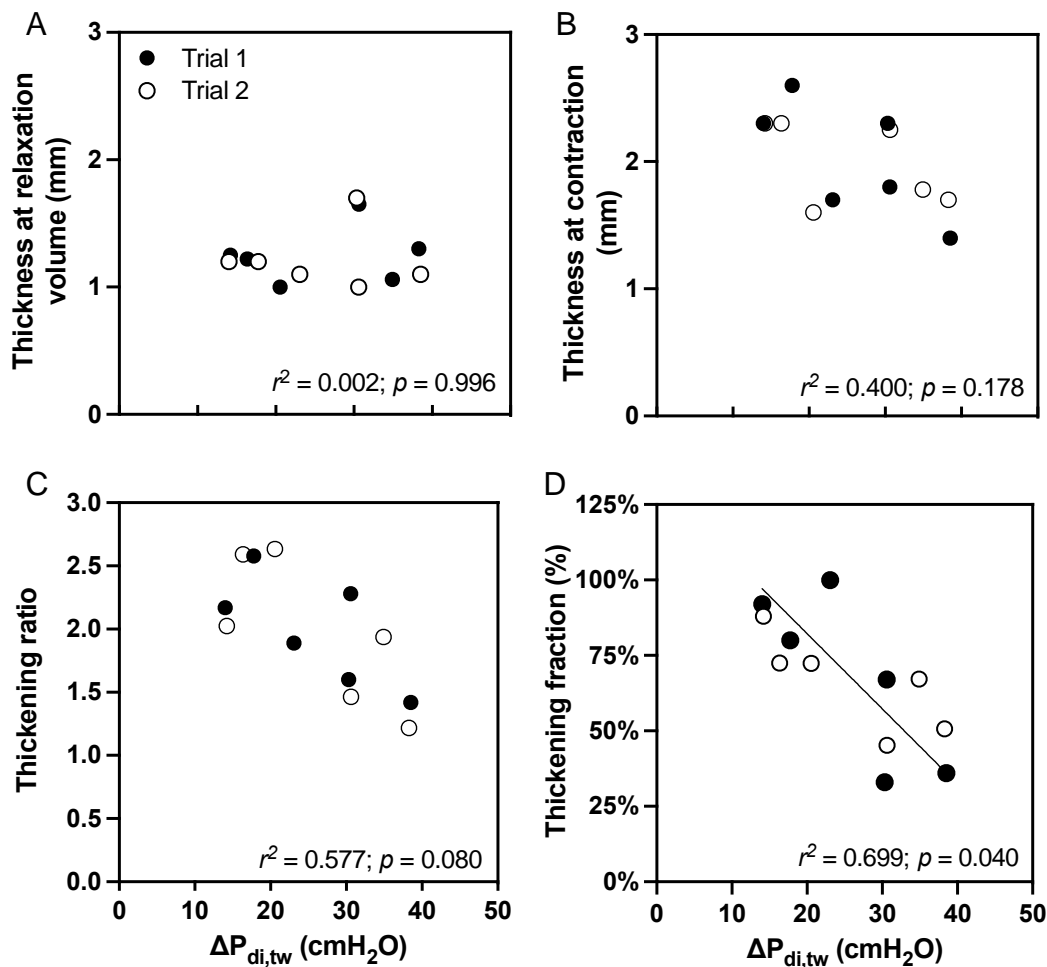 A
Thickness at relaxation
volume (mm)
3
2
1
0
Trial 1
Trial 2
r² = 0.002; p = 0.996
B
Thickness at contraction
(mm)
3
2
1
0
r² = 0.400; p = 0.178
C
Thickening ratio
3.0
2.5
2.0
1.5
1.0
0.5
0.0
r² = 0.577; p = 0.080
0 10 20 30 40 50
ΔPdi,tw (cmH₂O)
D
Thickening fraction (%)
125%
100%
75%
50%
25%
0%
r² = 0.699; p = 0.040
0 10 20 30 40 50
ΔPdi,tw (cmH₂O)